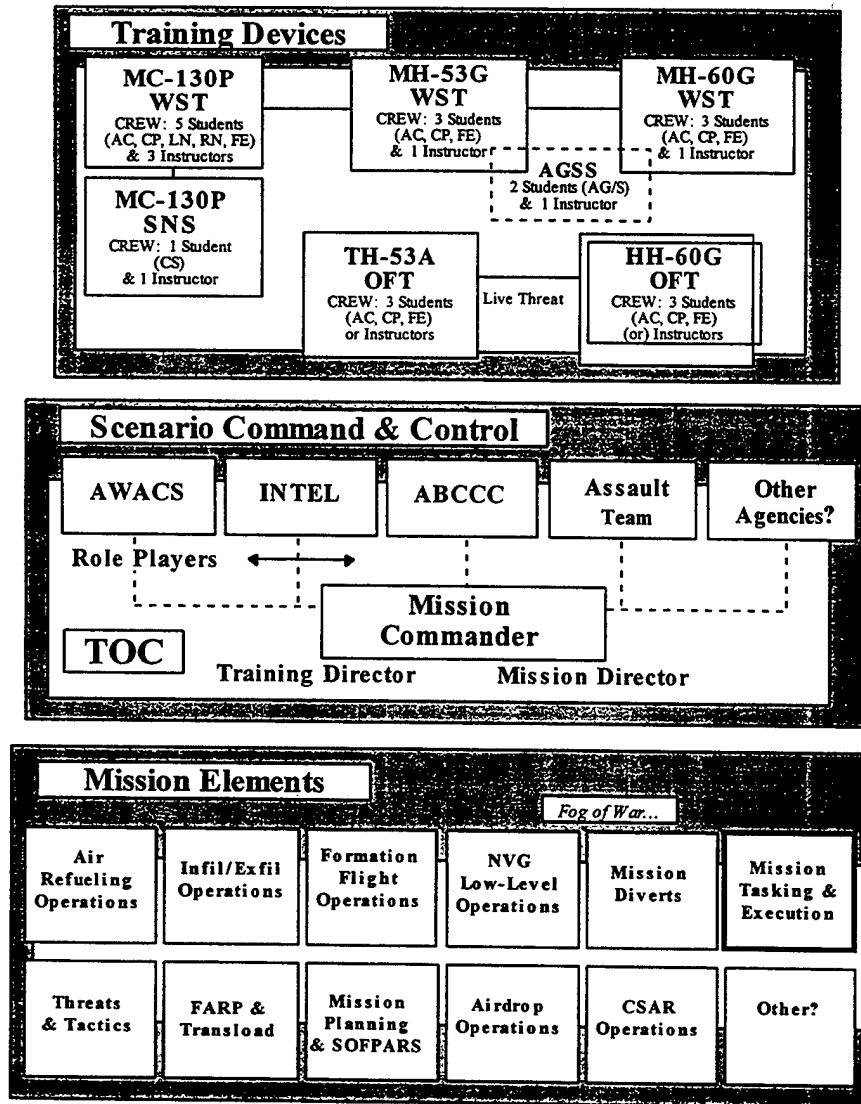 Training Devices
MC-130P
WST
CREW: 5 Students
(AC, CP, LN, RN, FE)
& 3 Instructors
MH-53G
WST
CREW: 3 Students
(AC, CP, FE)
& 1 Instructor
MH-60G
WST
CREW: 3 Students
(AC, CP, FE)
& 1 Instructor
AGSS
2 Students (AG/S)
& 1 Instructor
MC-130P
SNS
CREW: 1 Student
(CS)
& 1 Instructor
TH-53A
OFT
CREW: 3 Students
(AC, CP, FE)
or Instructors
Live Threat
HH-60G
OFT
CREW: 3 Students
(AC, CP, FE)
(or) Instructors
Scenario Command & Control
AWACS
INTEL
ABCCC
Assault
Team
Other
Agencies?
Role Players
Mission
Commander
TOC
Training Director
Mission Director
Mission Elements
Fog of War...
Air
Refueling
Operations
Infil/Exfil
Operations
Formation
Flight
Operations
NVG
Low-Level
Operations
Mission
Diverts
Mission
Tasking &
Execution
Threats
& Tactics
FARP &
Transload
Mission
Planning
& SOFPARS
Airdrop
Operations
CSAR
Operations
Other?